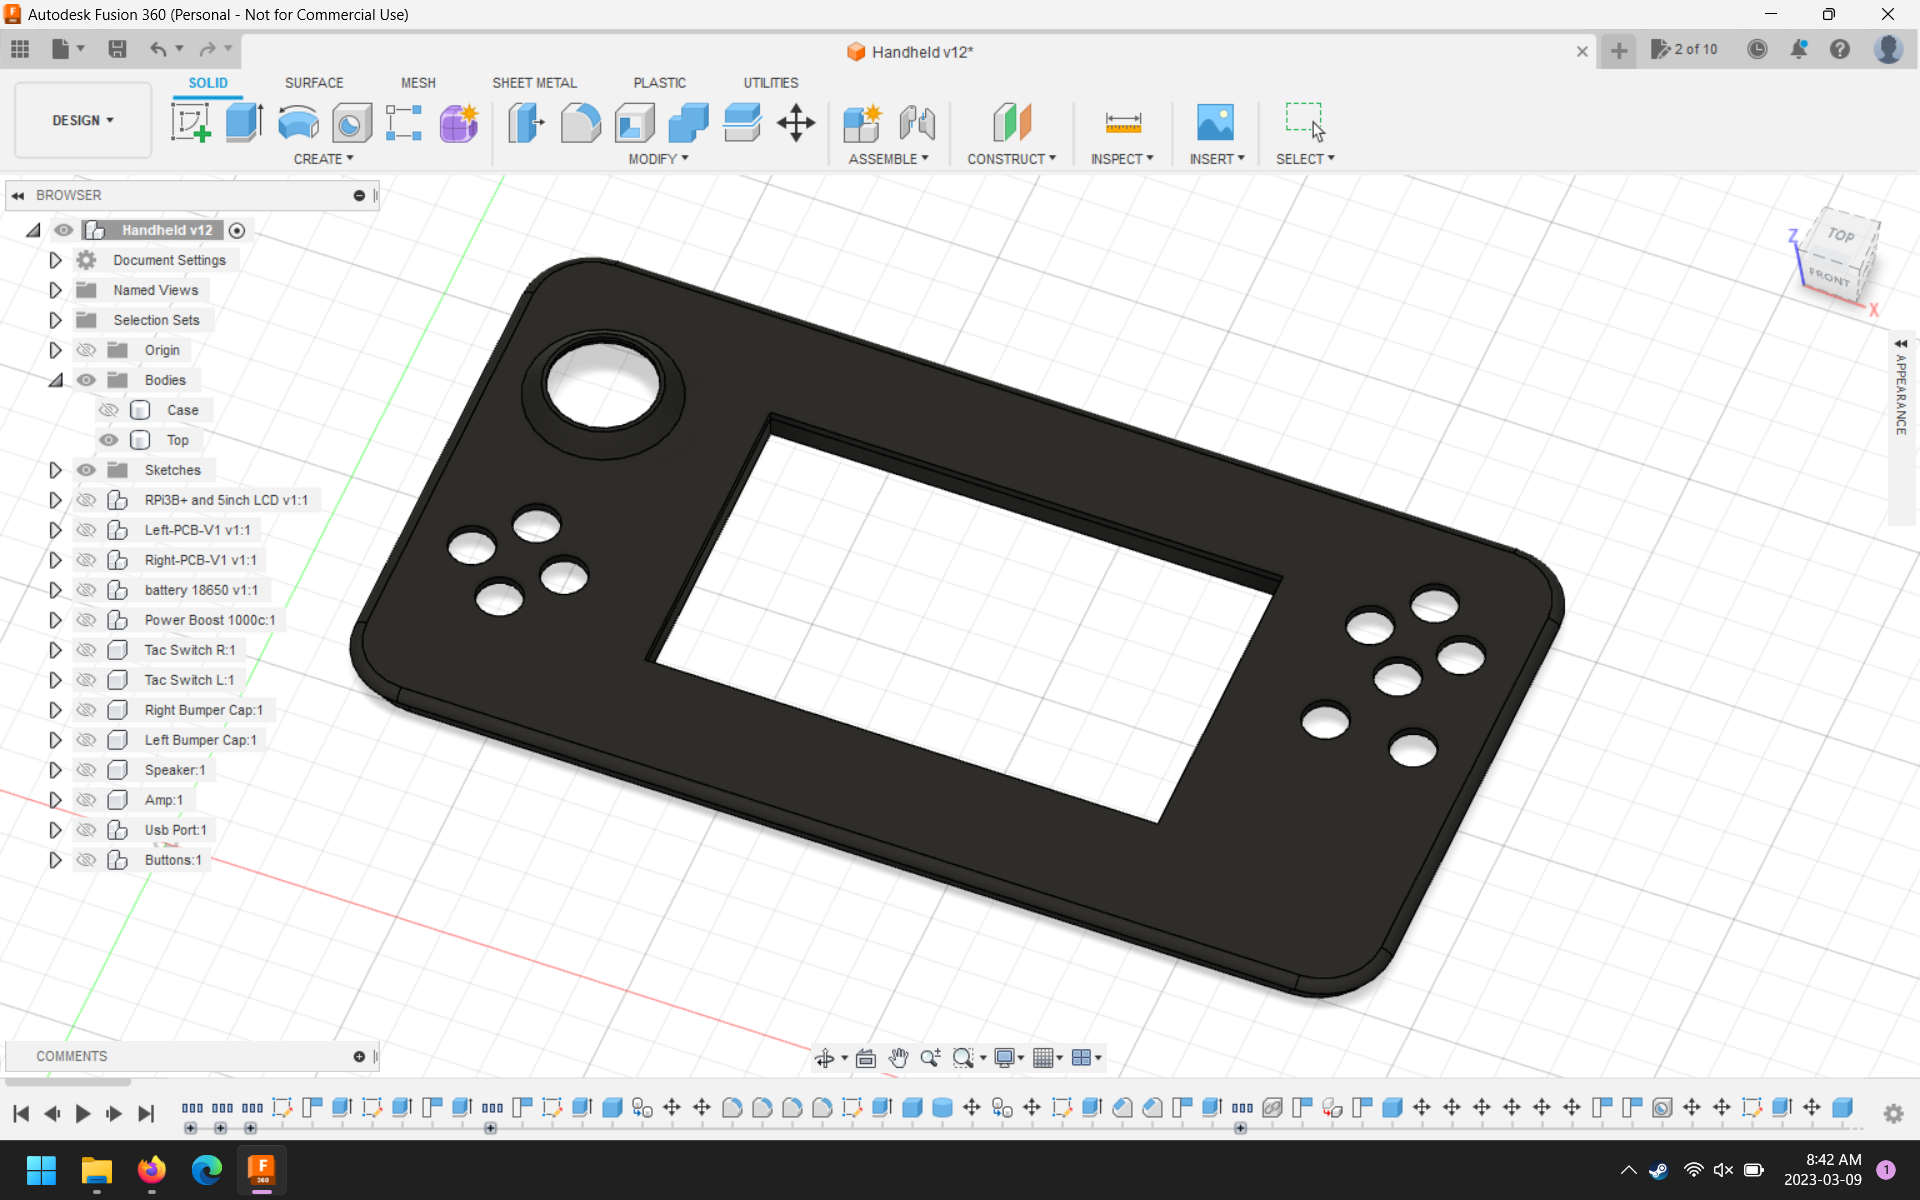 Autodesk Fusion 360 (Personal - Not for Commercial Use)
Handheld v12*
2 of 10
SOLID SURFACE MESH SHEET METAL PLASTIC UTILITIES
DESIGN
CREATE MODIFY ASSEMBLE CONSTRUCT INSPECT INSERT SELECT
BROWSER
Handheld v12
Document Settings
Named Views
Selection Sets
Origin
Bodies
Case
Top
Sketches
RPi3B+ and 5inch LCD v1:1
Left-PCB-V1 v1:1
Right-PCB-V1 v1:1
battery 18650 v1:1
Power Boost 1000c:1
Tac Switch R:1
Tac Switch L:1
Right Bumper Cap:1
Left Bumper Cap:1
Speaker:1
Amp:1
Usb Port:1
Buttons:1
Z
TOP
FRONT
X
APPEARANCE
COMMENTS
F
360
F
360
8:42 AM
2023-03-09
1